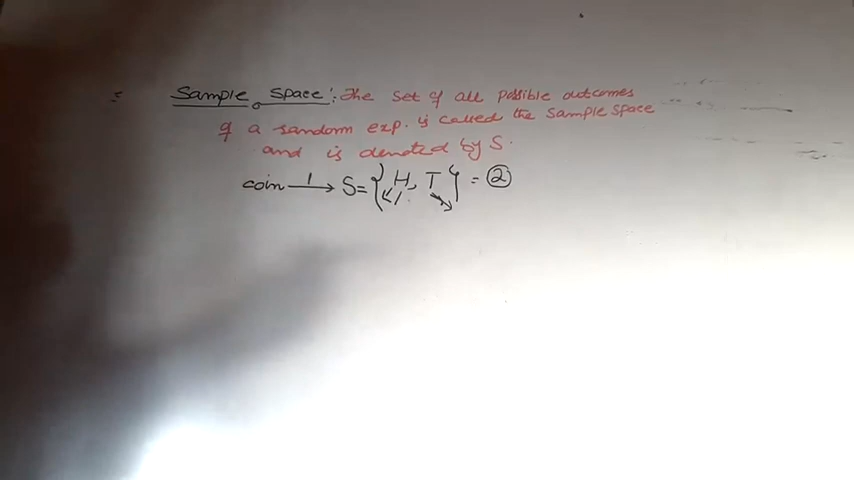 Sample Space: The set of all possible outcomes
of a random exp. is called the sample space
and is denoted by S.
coin 1→ S = {H, T} = 2